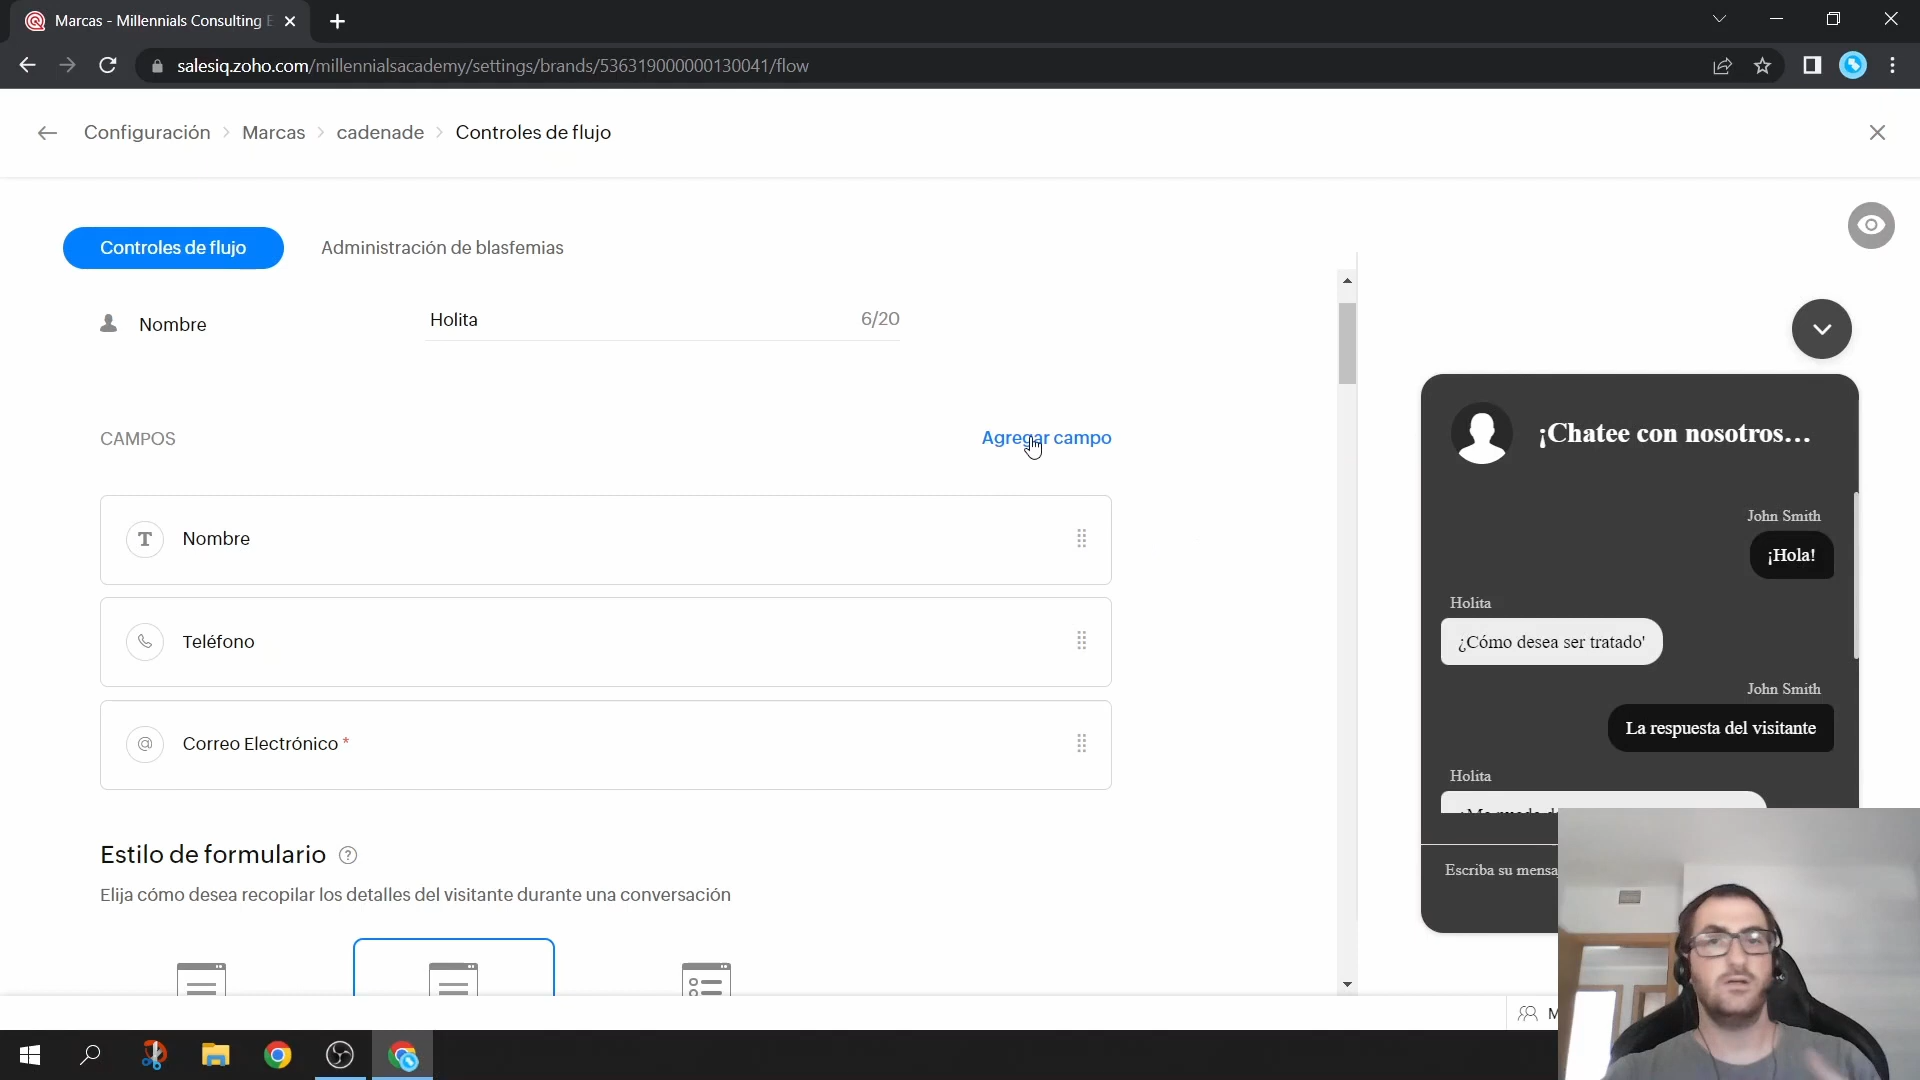 Marcas - Millennials Consulting
salesiq.zoho.com/millennialsacademy/settings/brands/536319000000130041/flow
Configuración > Marcas > cadenade > Controles de flujo
Controles de flujo
Administración de blasfemias
Nombre
Holita
6/20
CAMPOS
Agregar campo
T
Nombre
Teléfono
@
Correo Electrónico *
Estilo de formulario ?
Elija cómo desea recopilar los detalles del visitante durante una conversación
¡Chatee con nosotros...
John Smith
¡Hola!
Holita
¿Cómo desea ser tratado'
John Smith
La respuesta del visitante
Holita
Escriba su mensa
M